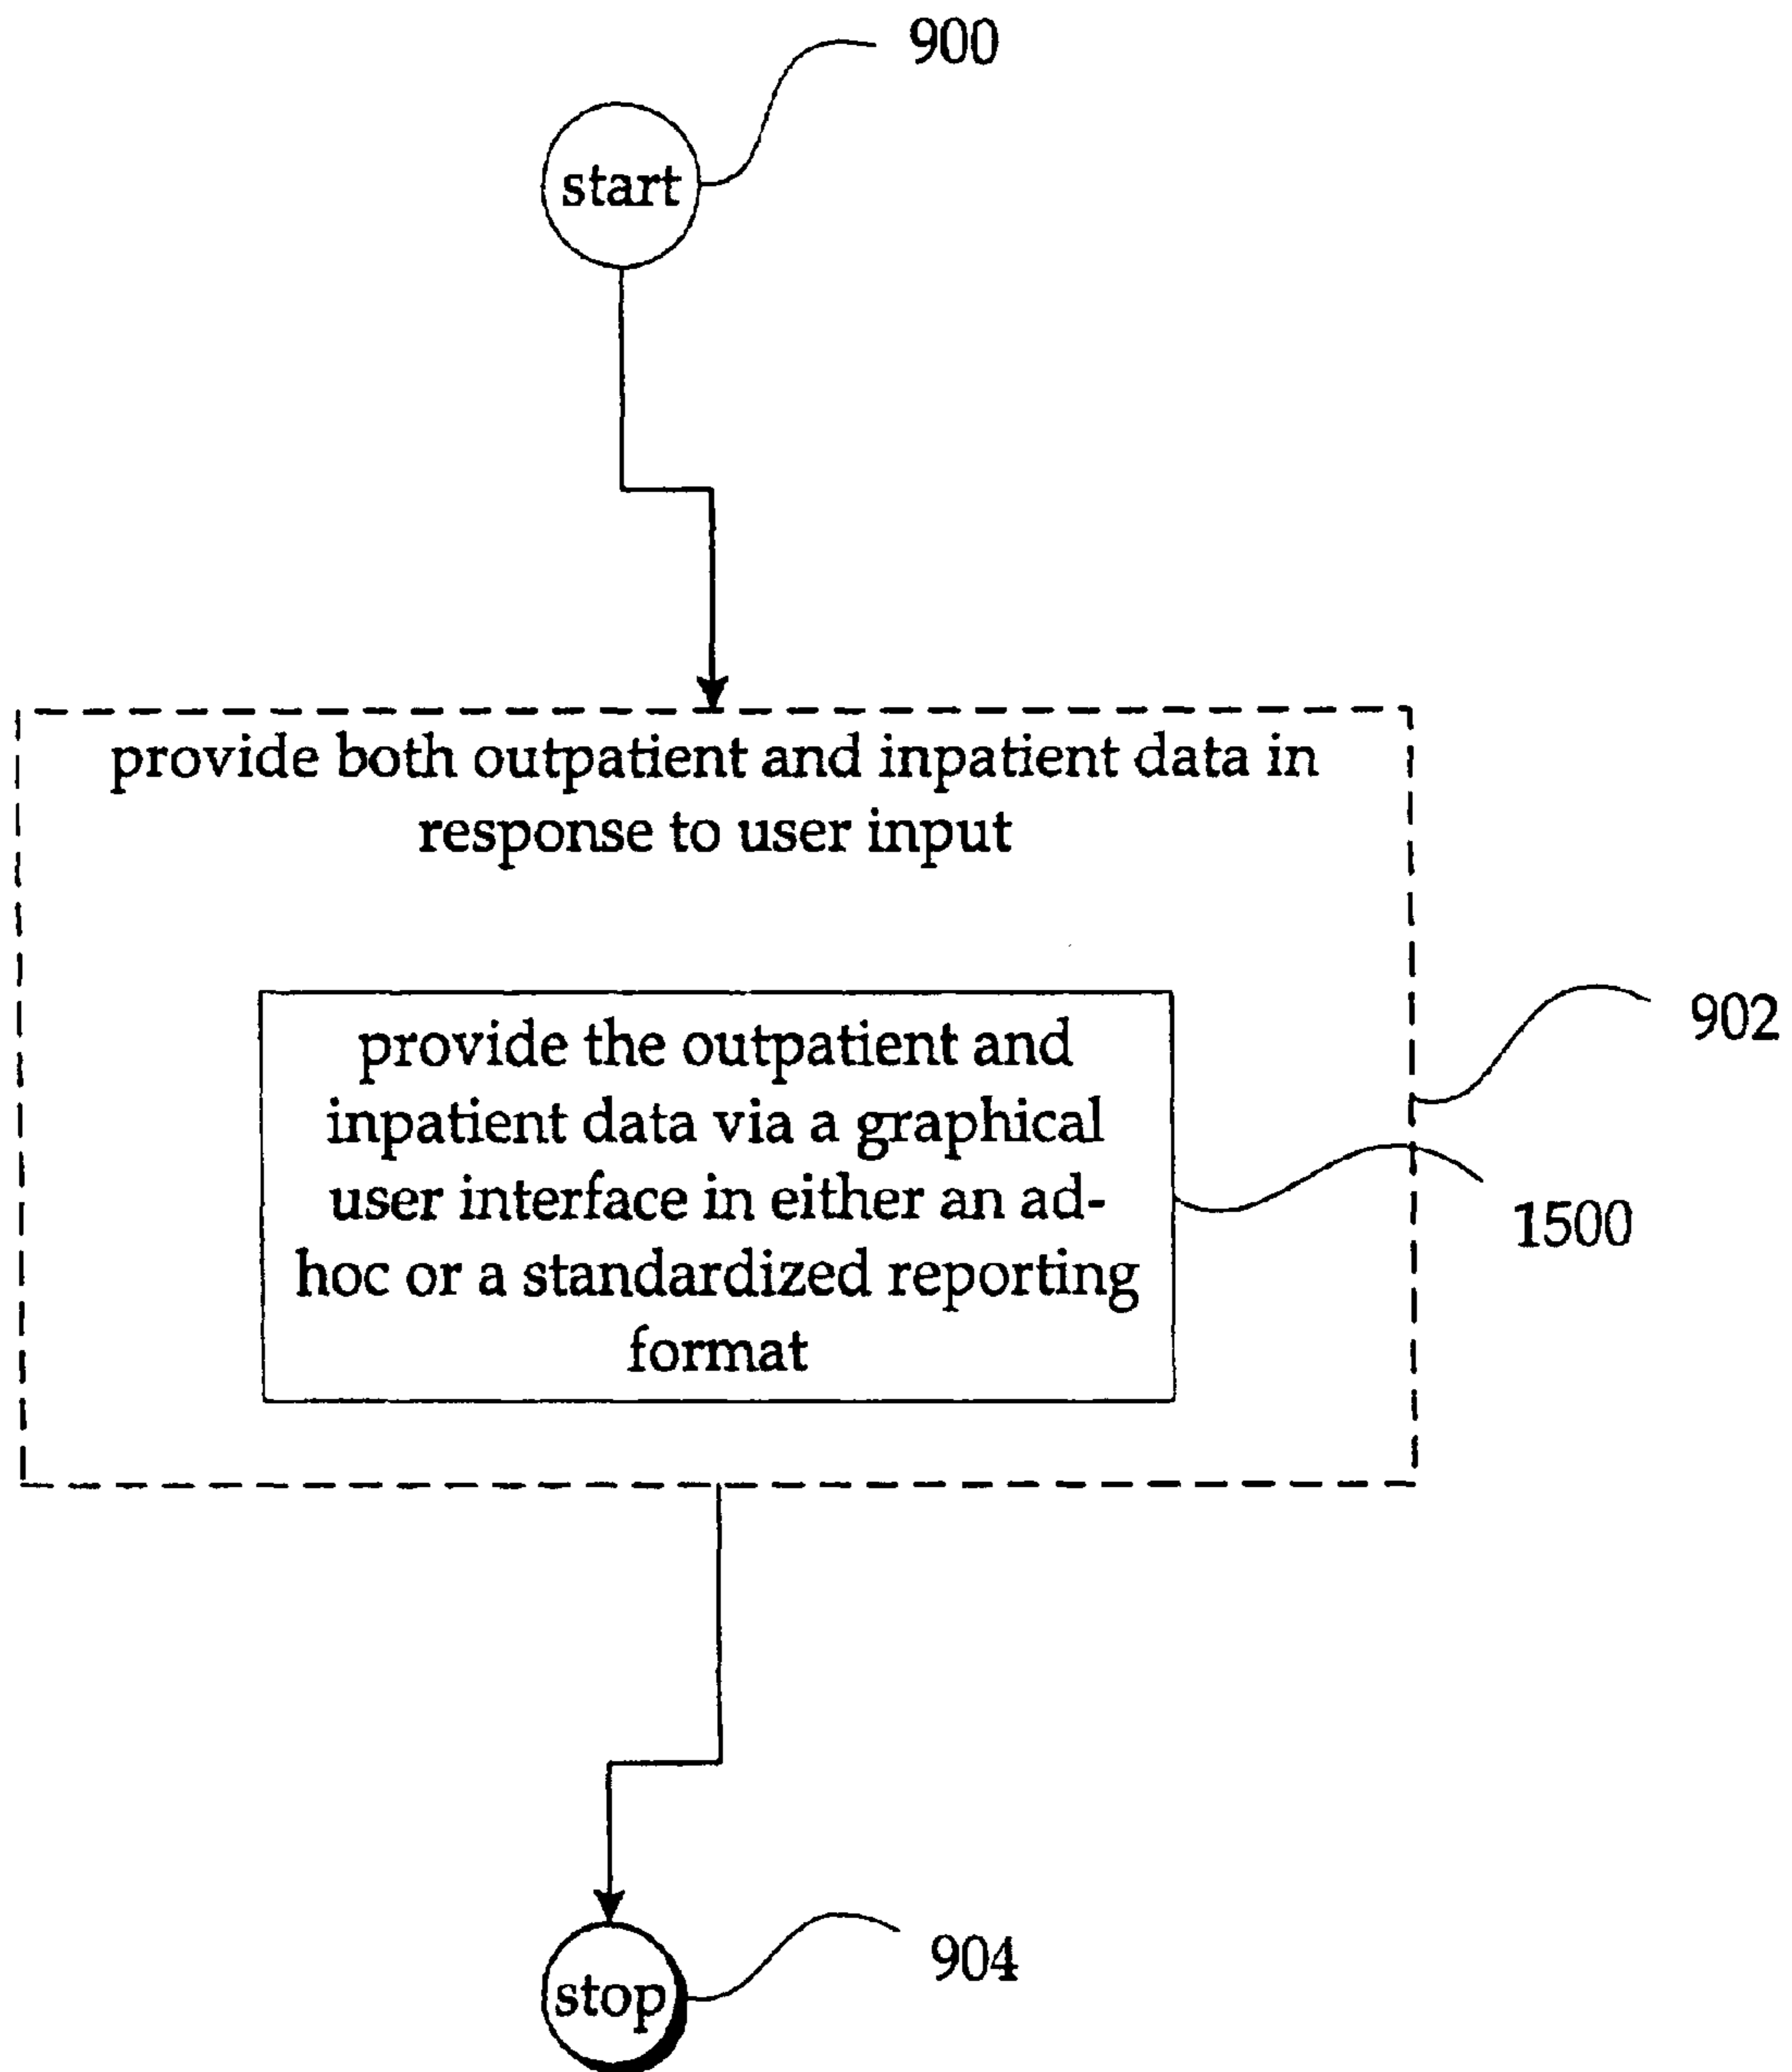 900
start
provide both outpatient and inpatient data in
response to user input
902
provide the outpatient and
inpatient data via a graphical
user interface in either an ad-
hoc or a standardized reporting
format
1500
904
stop